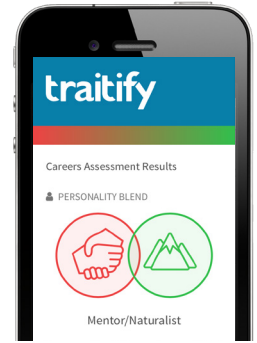 traitify
Careers Assessment Results
PERSONALITY BLEND
Mentor/Naturalist